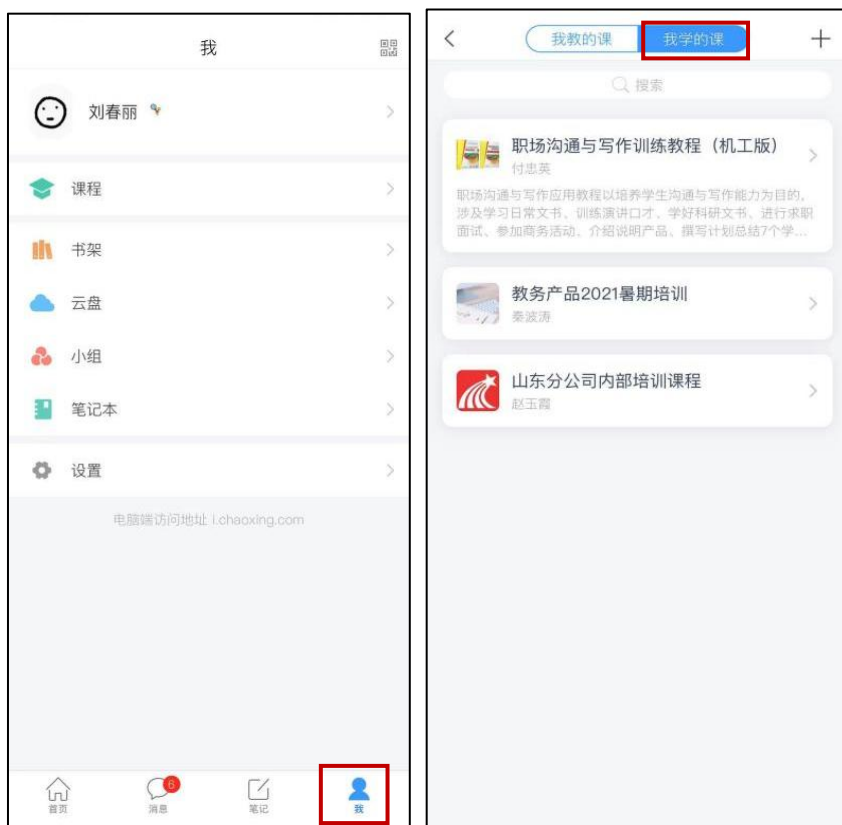 我
刘春丽
课程
书架
云盘
小组
笔记本
设置
电脑端访问地址 i.chaoxing.com
首页
消息
6
笔记
我
我教的课
我学的课
搜索
职场沟通与写作训练教程（机工版）
付忠英
职场沟通与写作应用教程以培养学生沟通与写作能力为目的，
涉及学习日常文书、训练演讲口才、学好科研文书、进行求职
面试、参加商务活动、介绍说明产品、撰写计划总结7个学...
教务产品2021暑期培训
秦波涛
山东分公司内部培训课程
赵玉霞